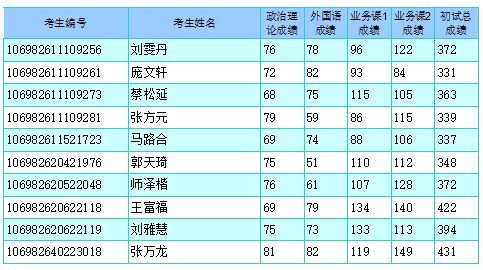 考生编号 考生姓名 政治理论成绩 外国语成绩 业务课1成绩 业务课2成绩 初试总成绩
106982611109256 刘雯丹 76 78 96 122 372
106982611109261 庞文轩 72 82 93 84 331
106982611109273 蔡松延 68 75 115 105 363
106982611109281 张方元 79 59 86 115 339
106982611521723 马路合 69 74 88 106 337
106982620421976 郭天琦 75 51 110 112 348
106982620522048 师泽楷 76 61 107 128 372
106982620622118 王富福 69 79 134 140 422
106982620622119 刘雅慧 75 73 133 113 394
106982640223018 张万龙 81 82 119 149 431